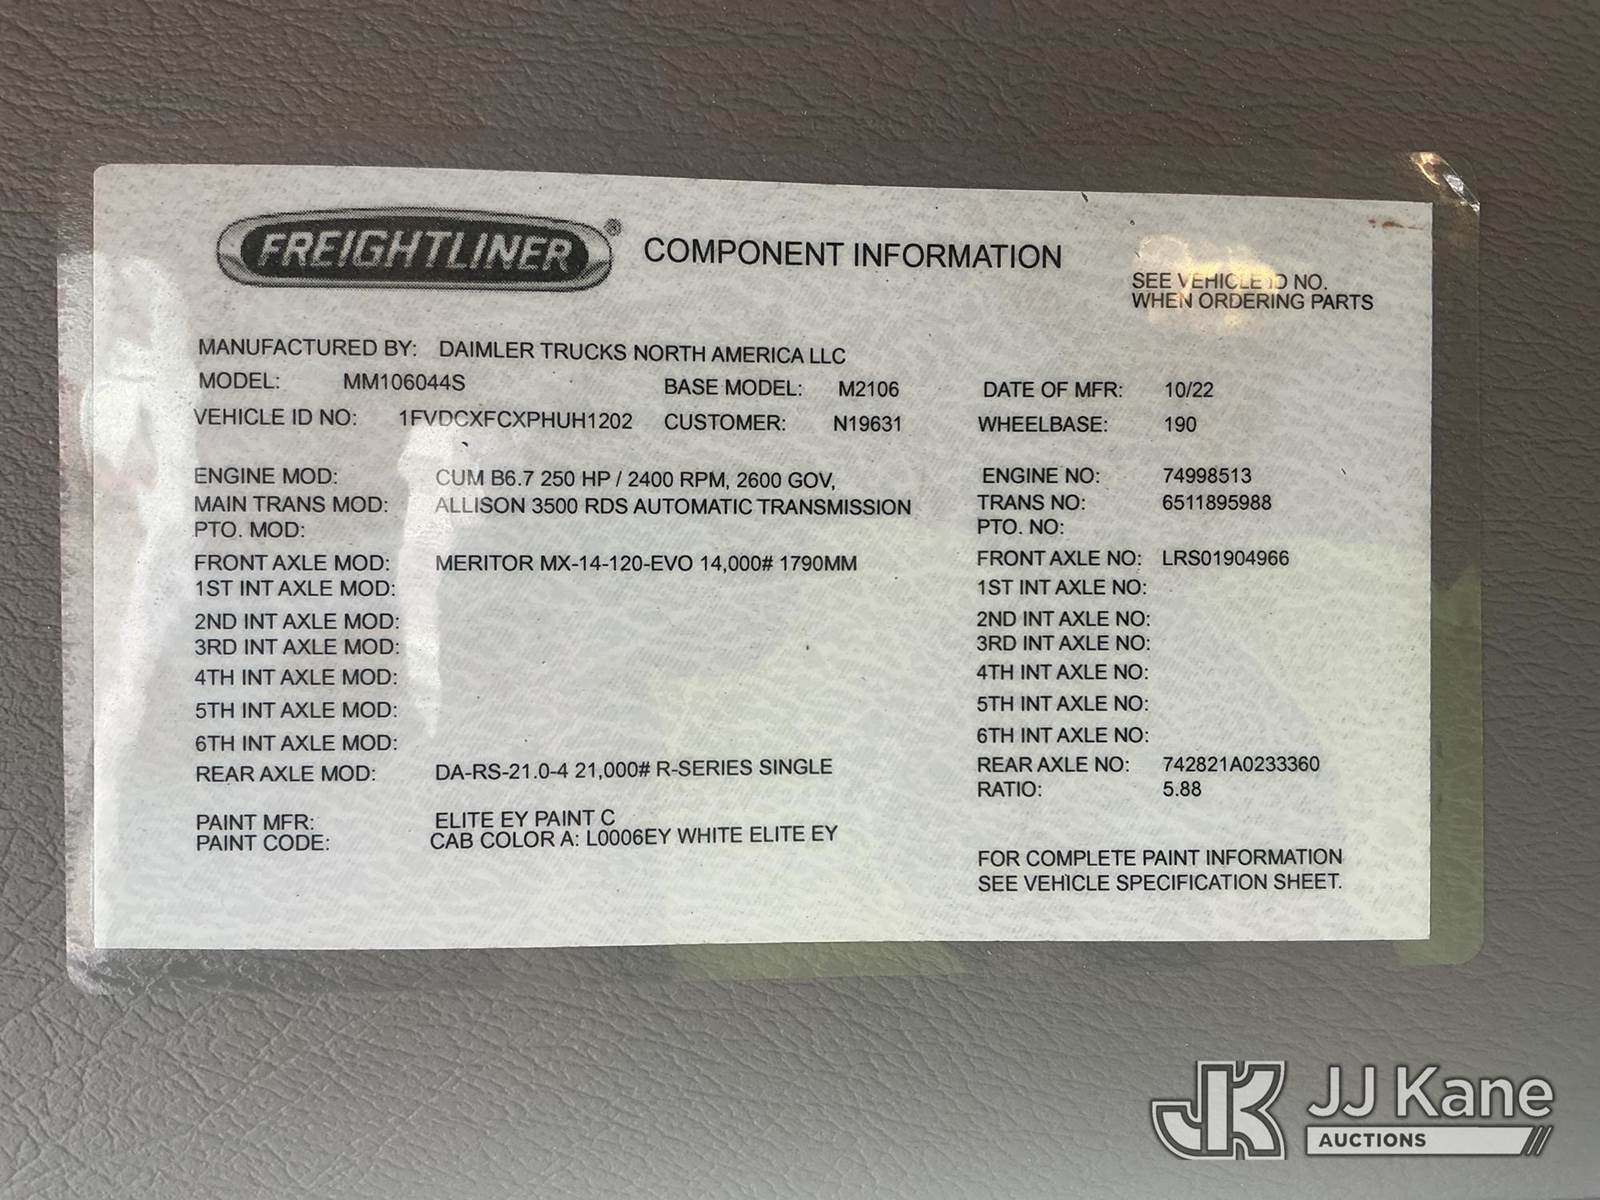 FREIGHTLINER® COMPONENT INFORMATION
SEE VEHICLE ID NO.
WHEN ORDERING PARTS
MANUFACTURED BY: DAIMLER TRUCKS NORTH AMERICA LLC
MODEL: MM106044S BASE MODEL: M2106 DATE OF MFR: 10/22
VEHICLE ID NO: 1FVDCXFCXPHUH1202 CUSTOMER: N19631 WHEELBASE: 190
ENGINE MOD: CUM B6.7 250 HP / 2400 RPM, 2600 GOV, ENGINE NO: 74998513
MAIN TRANS MOD: ALLISON 3500 RDS AUTOMATIC TRANSMISSION TRANS NO: 6511895988
PTO. MOD: PTO. NO:
FRONT AXLE MOD: MERITOR MX-14-120-EVO 14,000# 1790MM FRONT AXLE NO: LRS01904966
1ST INT AXLE MOD: 1ST INT AXLE NO:
2ND INT AXLE MOD: 2ND INT AXLE NO:
3RD INT AXLE MOD: 3RD INT AXLE NO:
4TH INT AXLE MOD: 4TH INT AXLE NO:
5TH INT AXLE MOD: 5TH INT AXLE NO:
6TH INT AXLE MOD: 6TH INT AXLE NO:
REAR AXLE MOD: DA-RS-21.0-4 21,000# R-SERIES SINGLE REAR AXLE NO: 742821A0233360
RATIO: 5.88
PAINT MFR: ELITE EY PAINT C
PAINT CODE: CAB COLOR A: L0006EY WHITE ELITE EY
FOR COMPLETE PAINT INFORMATION
SEE VEHICLE SPECIFICATION SHEET.
JK JJ Kane
AUCTIONS